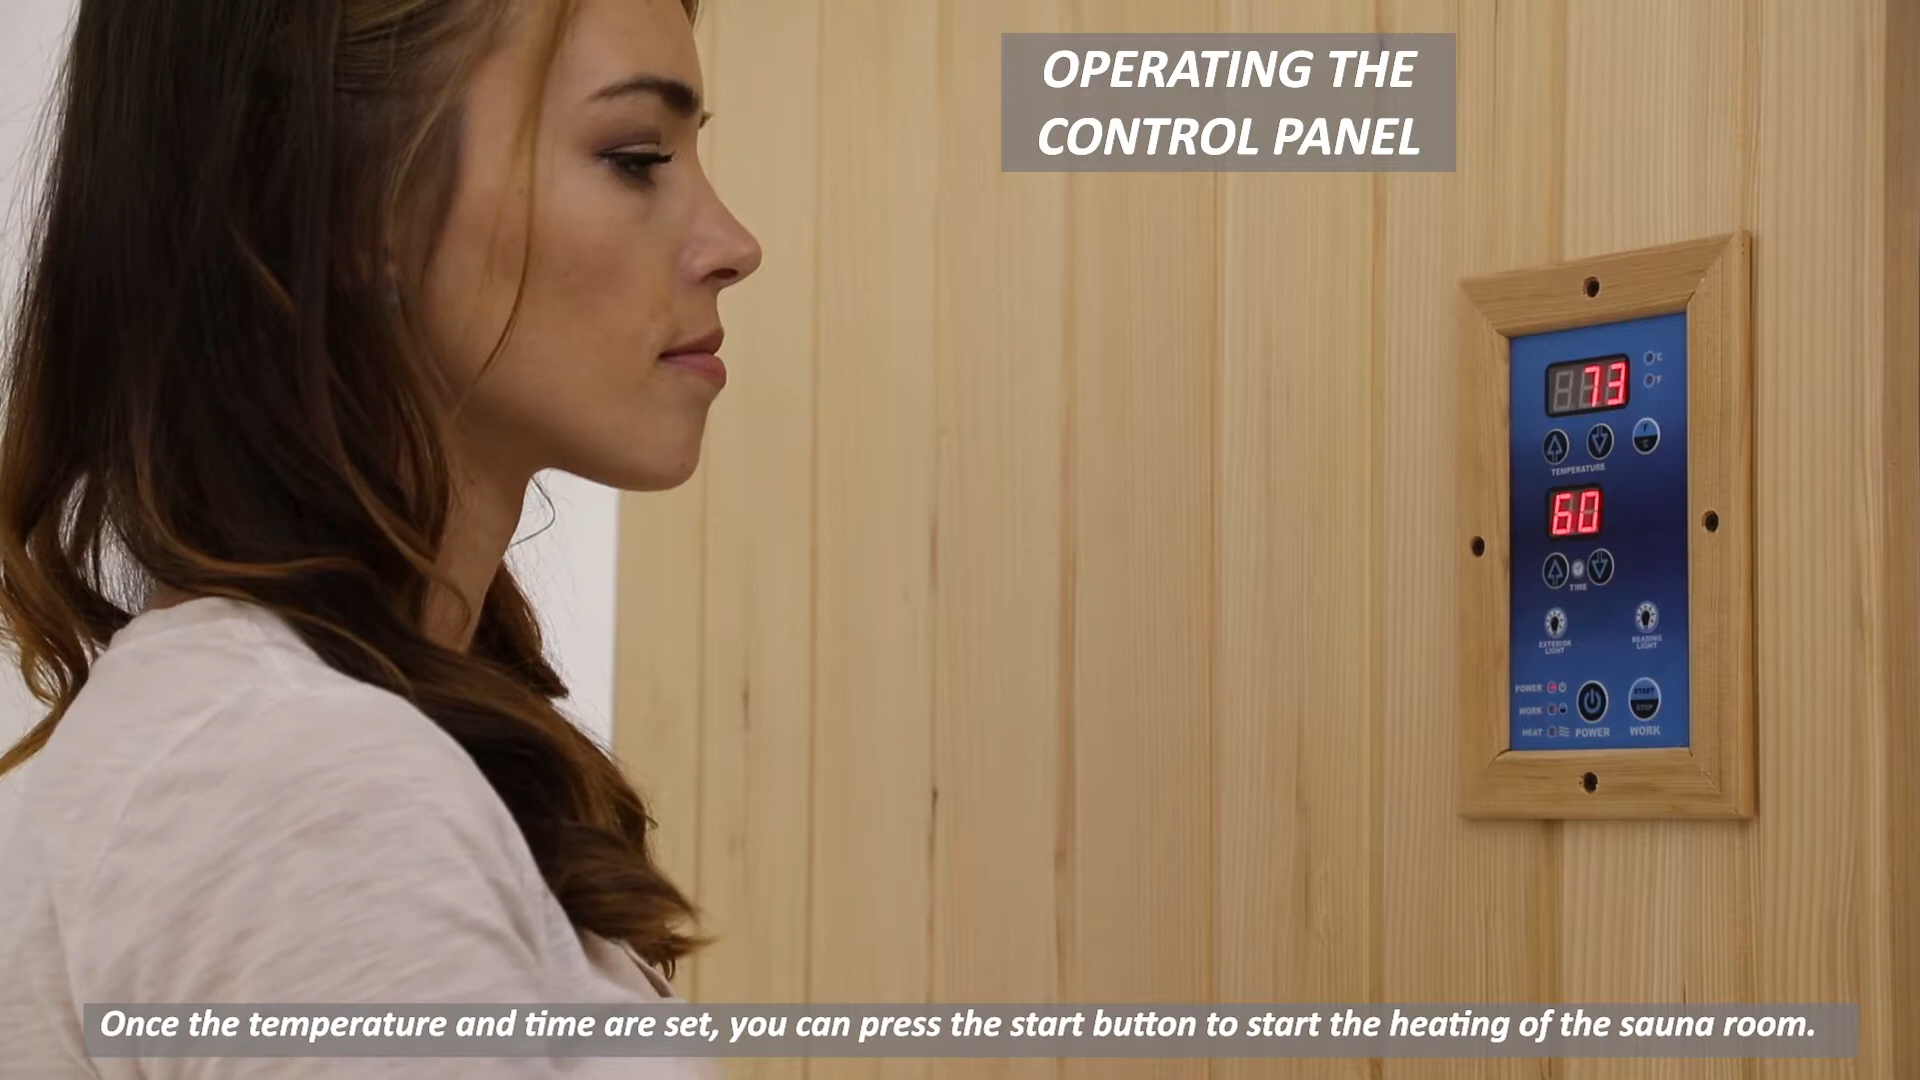 OPERATING THE
CONTROL PANEL
73
°C
°F
F
°C
TEMPERATURE
60
TIME
EXTERIOR
LIGHT
READING
LIGHT
POWER
WORK
HEAT
POWER
START
STOP
WORK
Once the temperature and time are set, you can press the start button to start the heating of the sauna room.